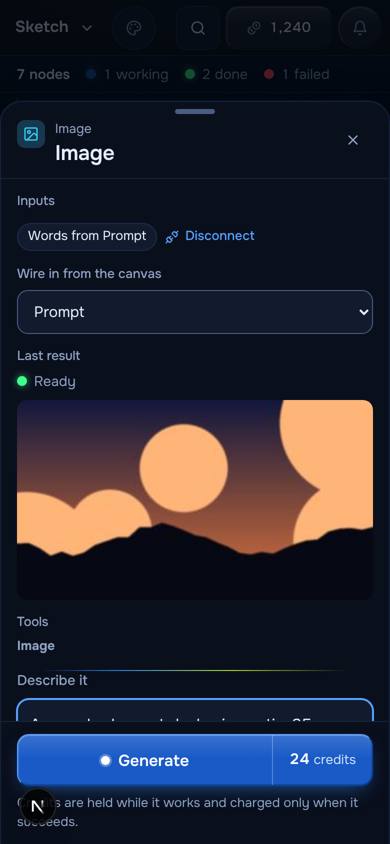 Sketch
1,240
7 nodes 1 working 2 done 1 failed
Image
Image
Inputs
Words from Prompt Disconnect
Wire in from the canvas
Prompt
Last result
Ready
Tools
Image
Describe it
Generate 24 credits
are held while it works and charged only when it
N